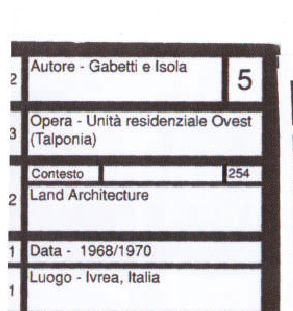 2 Autore - Gabetti e Isola 5
3 Opera - Unità residenziale Ovest
(Talponia)
Contesto 254
2 Land Architecture
1 Data - 1968/1970
1 Luogo - Ivrea, Italia